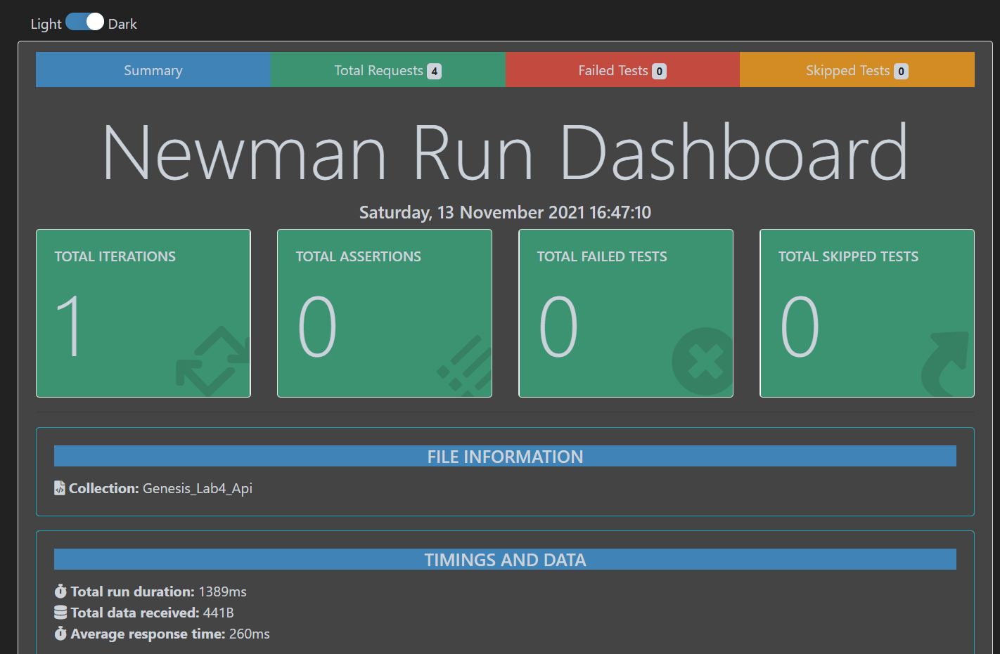 Light Dark
Summary Total Requests 4 Failed Tests 0 Skipped Tests 0
Newman Run Dashboard
Saturday, 13 November 2021 16:47:10
TOTAL ITERATIONS
1
TOTAL ASSERTIONS
0
TOTAL FAILED TESTS
0
TOTAL SKIPPED TESTS
0
FILE INFORMATION
Collection: Genesis_Lab4_Api
TIMINGS AND DATA
Total run duration: 1389ms
Total data received: 441B
Average response time: 260ms